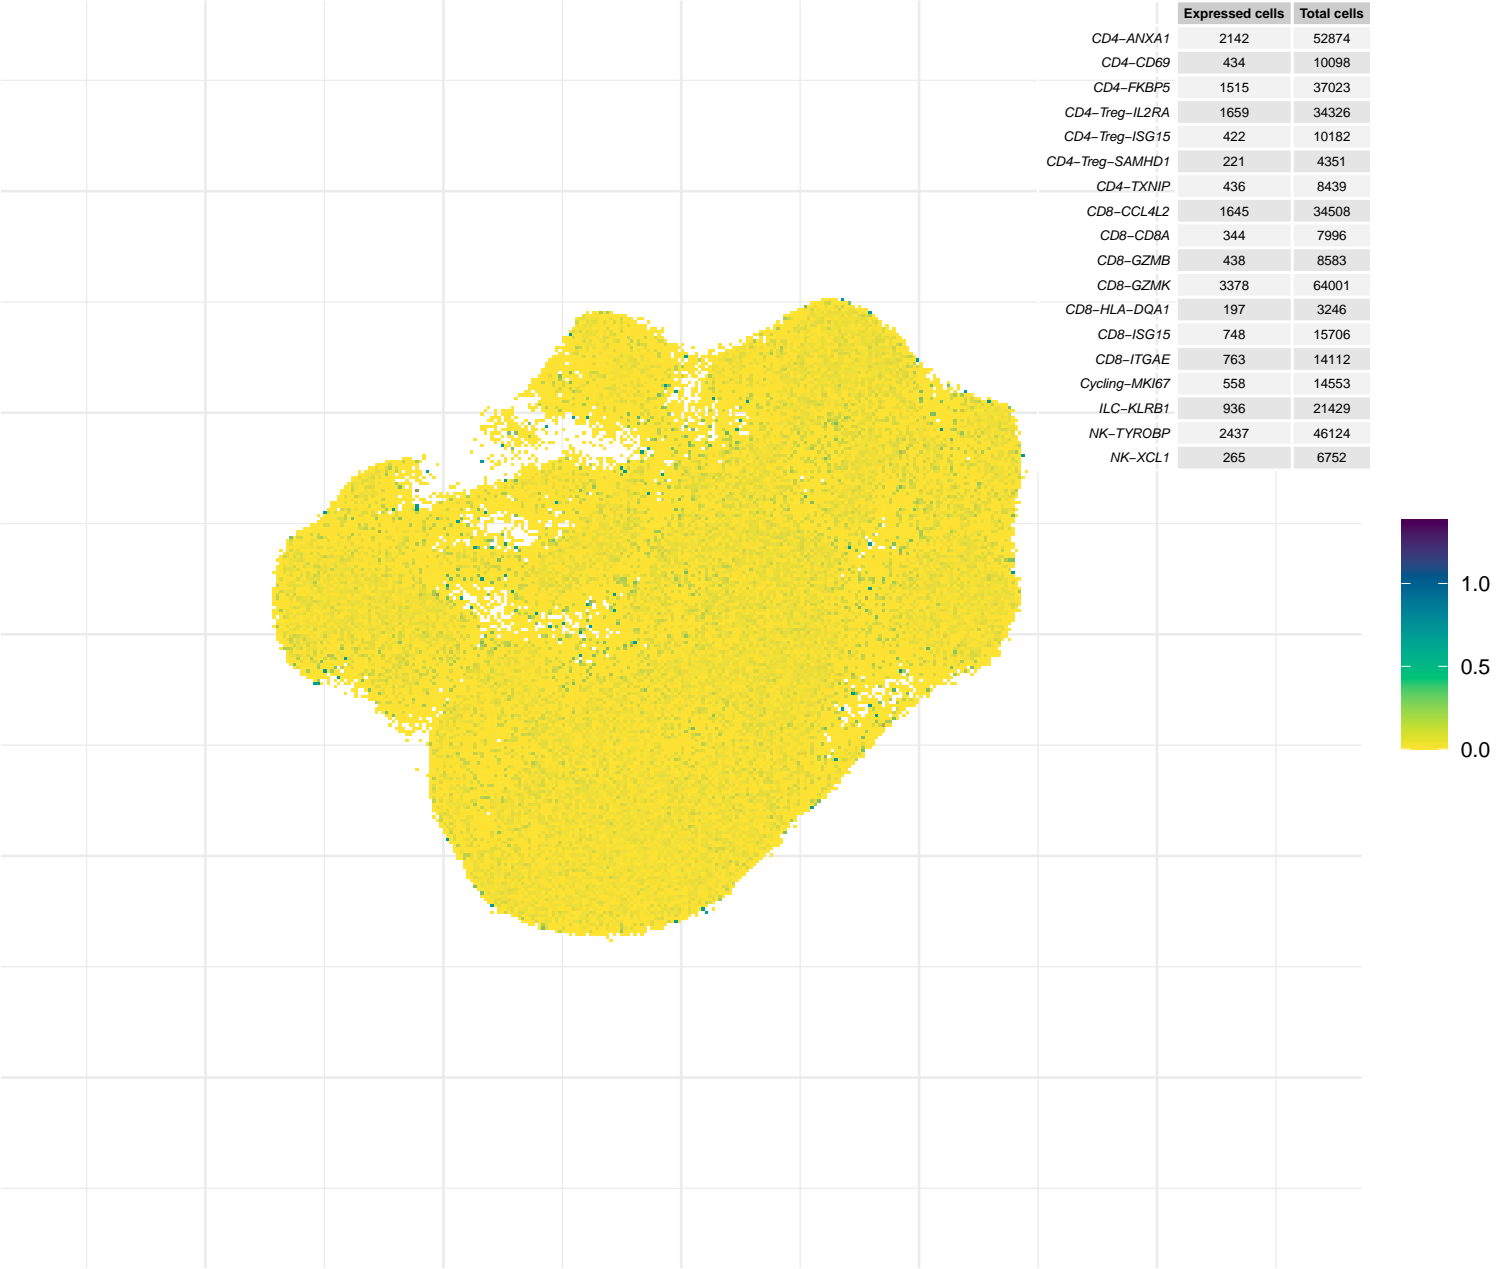 Expressed cells Total cells
CD4−ANXA1 2142 52874
CD4−CD69 434 10098
CD4−FKBP5 1515 37023
CD4−Treg−IL2RA 1659 34326
CD4−Treg−ISG15 422 10182
CD4−Treg−SAMHD1 221 4351
CD4−TXNIP 436 8439
CD8−CCL4L2 1645 34508
CD8−CD8A 344 7996
CD8−GZMB 438 8583
CD8−GZMK 3378 64001
CD8−HLA−DQA1 197 3246
CD8−ISG15 748 15706
CD8−ITGAE 763 14112
Cycling−MKI67 558 14553
ILC−KLRB1 936 21429
NK−TYROBP 2437 46124
NK−XCL1 265 6752
1.0
0.5
0.0